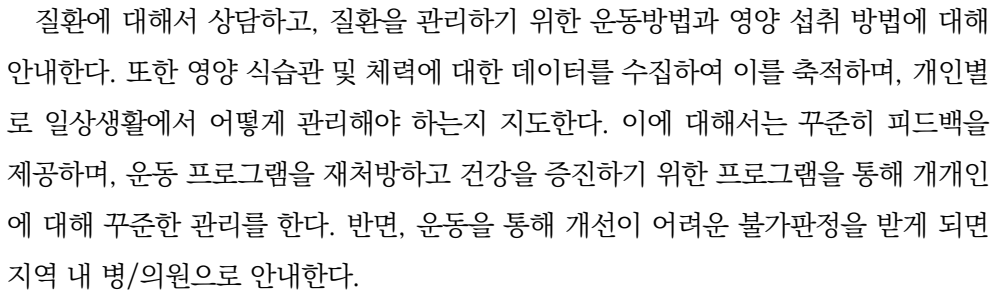 질환에 대해서 상담하고, 질환을 관리하기 위한 운동방법과 영양 섭취 방법에 대해
안내한다. 또한 영양 식습관 및 체력에 대한 데이터를 수집하여 이를 축적하며, 개인별
로 일상생활에서 어떻게 관리해야 하는지 지도한다. 이에 대해서는 꾸준히 피드백을
제공하며, 운동 프로그램을 재처방하고 건강을 증진하기 위한 프로그램을 통해 개개인
에 대해 꾸준한 관리를 한다. 반면, 운동을 통해 개선이 어려운 불가판정을 받게 되면
지역 내 병/의원으로 안내한다.